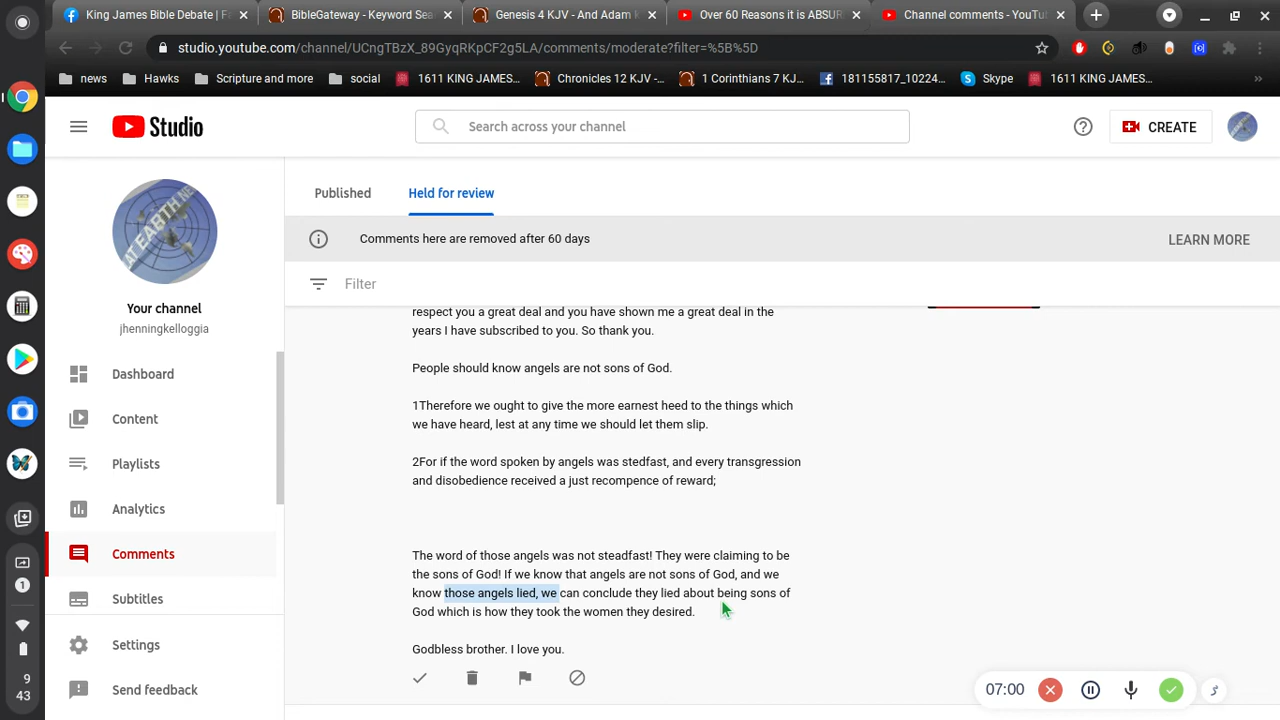 King James Bible Debate | Fa
BibleGateway - Keyword Sea
Genesis 4 KJV - And Adam k
Over 60 Reasons it is ABSUR
Channel comments - YouTu
studio.youtube.com/channel/UCngTBzX_89GyqRKpCF2g5LA/comments/moderate?filter=%5B%5D
news
Hawks
Scripture and more
social
1611 KING JAMES...
Chronicles 12 KJV -...
1 Corinthians 7 KJ...
181155817_10224...
Skype
1611 KING JAMES...
»
Studio
Search across your channel
CREATE
LAT EARTH.NE
Your channel
jhenningkelloggia
Dashboard
Content
Playlists
Analytics
Comments
Subtitles
Settings
Send feedback
Published
Held for review
Comments here are removed after 60 days
LEARN MORE
Filter
respect you a great deal and you have shown me a great deal in the
years I have subscribed to you. So thank you.
People should know angels are not sons of God.
1Therefore we ought to give the more earnest heed to the things which
we have heard, lest at any time we should let them slip.
2For if the word spoken by angels was stedfast, and every transgression
and disobedience received a just recompence of reward;
The word of those angels was not steadfast! They were claiming to be
the sons of God! If we know that angels are not sons of God, and we
know those angels lied, we can conclude they lied about being sons of
God which is how they took the women they desired.
Godbless brother. I love you.
1
9
43
07:00